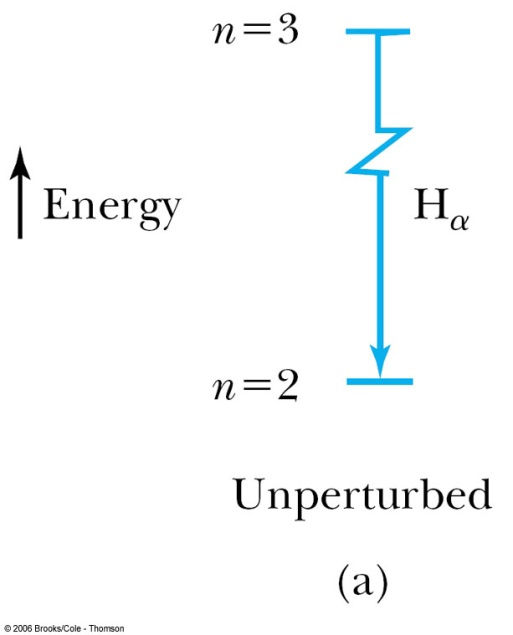 n=3
Energy
Hα
n=2
Unperturbed
(a)
© 2006 Brooks/Cole - Thomson